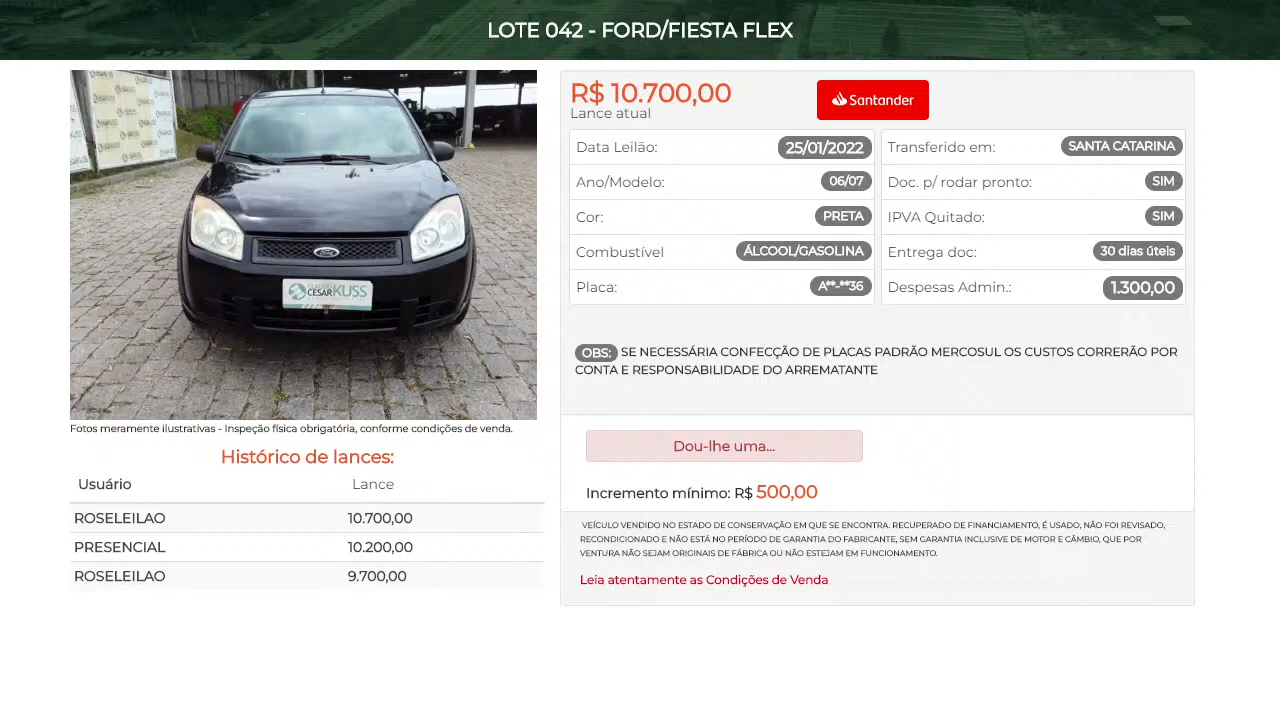 LOTE 042 - FORD/FIESTA FLEX
CESAR KUSS
Fotos meramente ilustrativas - Inspeção física obrigatória, conforme condições de venda.
Histórico de lances:
Usuário Lance
ROSELEILAO 10.700,00
PRESENCIAL 10.200,00
ROSELEILAO 9.700,00
R$ 10.700,00
Lance atual
Santander
Data Leilão: 25/01/2022
Ano/Modelo: 06/07
Cor: PRETA
Combustível ÁLCOOL/GASOLINA
Placa: A**-**36
Transferido em: SANTA CATARINA
Doc. p/ rodar pronto: SIM
IPVA Quitado: SIM
Entrega doc: 30 dias úteis
Despesas Admin.: 1.300,00
OBS: SE NECESSÁRIA CONFECÇÃO DE PLACAS PADRÃO MERCOSUL OS CUSTOS CORRERÃO POR
CONTA E RESPONSABILIDADE DO ARREMATANTE
Dou-lhe uma...
Incremento mínimo: R$ 500,00
VEÍCULO VENDIDO NO ESTADO DE CONSERVAÇÃO EM QUE SE ENCONTRA. RECUPERADO DE FINANCIAMENTO, É USADO, NÃO FOI REVISADO,
RECONDICIONADO E NÃO ESTÁ NO PERÍODO DE GARANTIA DO FABRICANTE, SEM GARANTIA INCLUSIVE DE MOTOR E CÂMBIO, QUE POR
VENTURA NÃO SEJAM ORIGINAIS DE FÁBRICA OU NÃO ESTEJAM EM FUNCIONAMENTO.
Leia atentamente as Condições de Venda